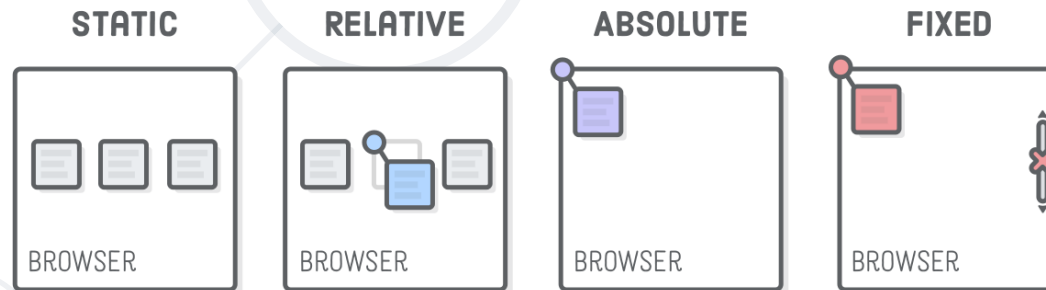 STATIC
RELATIVE
ABSOLUTE
FIXED
BROWSER
BROWSER
BROWSER
BROWSER